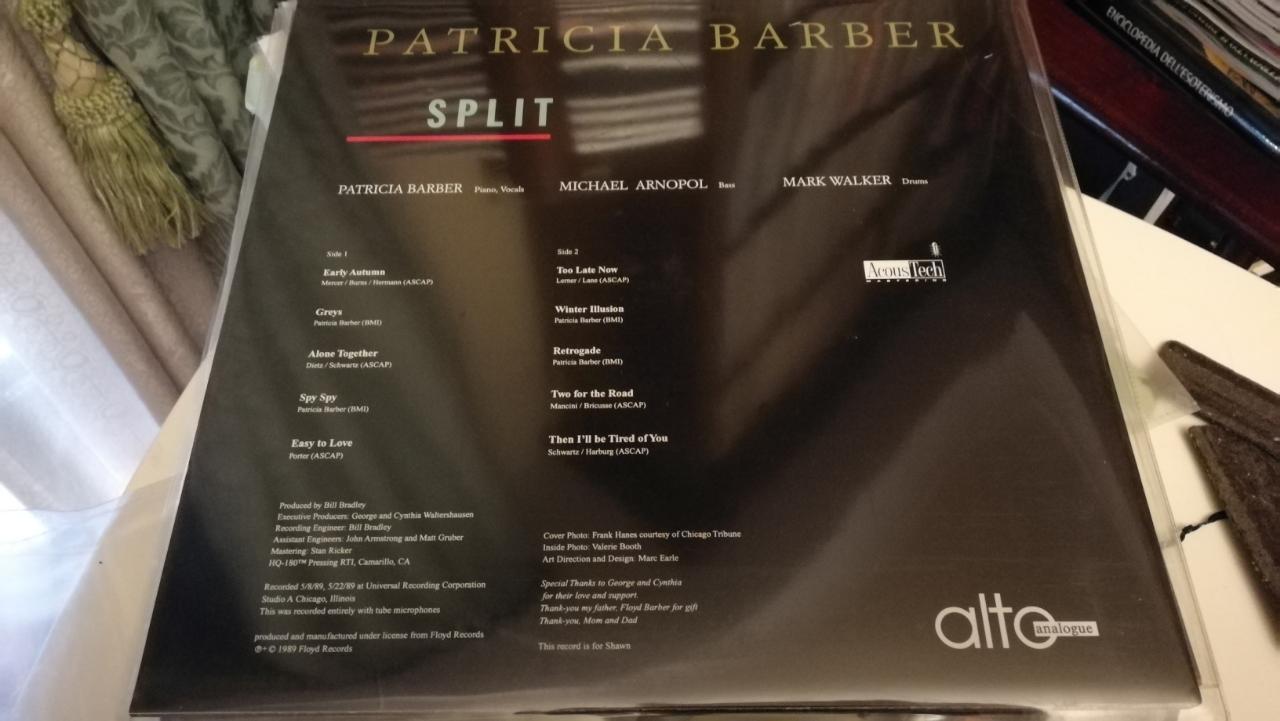 PATRICIA BARBER
SPLIT
PATRICIA BARBER Piano, Vocals
MICHAEL ARNOPOL Bass
MARK WALKER Drums
Side 1
Early Autumn
Mercer / Burns / Hermann (ASCAP)
Greys
Patricia Barber (BMI)
Alone Together
Dietz / Schwartz (ASCAP)
Spy Spy
Patricia Barber (BMI)
Easy to Love
Porter (ASCAP)
Side 2
Too Late Now
Lerner / Lane (ASCAP)
Winter Illusion
Patricia Barber (BMI)
Retrogade
Patricia Barber (BMI)
Two for the Road
Mancini / Bricusse (ASCAP)
Then I'll be Tired of You
Schwartz / Harburg (ASCAP)
AcousTech
MASTERING
Produced by Bill Bradley
Executive Producers: George and Cynthia Waltershausen
Recording Engineer: Bill Bradley
Assistant Engineers: John Armstrong and Matt Gruber
Mastering: Stan Ricker
HQ-180™ Pressing RTI, Camarillo, CA
Recorded 5/8/89, 5/22/89 at Universal Recording Corporation
Studio A Chicago, Illinois
This was recorded entirely with tube microphones
produced and manufactured under license from Floyd Records
℗+© 1989 Floyd Records
Cover Photo: Frank Hanes courtesy of Chicago Tribune
Inside Photo: Valerie Booth
Art Direction and Design: Marc Earle
Special Thanks to George and Cynthia
for their love and support.
Thank-you my father, Floyd Barber for gift
Thank-you, Mom and Dad
This record is for Shawn
alto
analogue
ENCICLOPEDIA DELL'ESOTERISMO